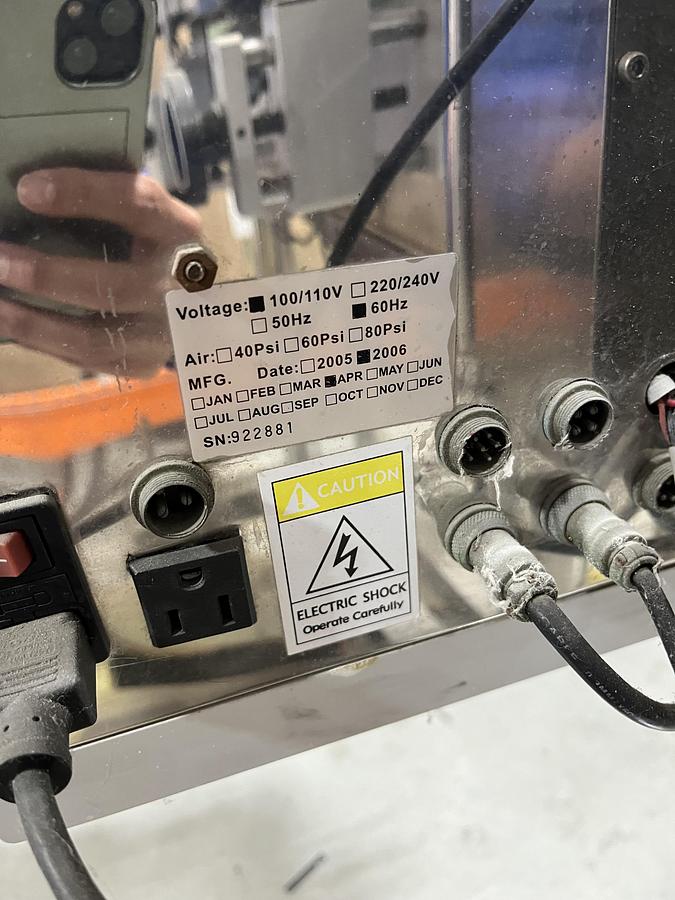 Voltage:■ 100/110V □ 220/240V
□ 50Hz ■ 60Hz
Air:□40Psi □60Psi □80Psi
MFG. Date:□2005 ■2006
□JAN □FEB □MAR ■APR □MAY □JUN
□JUL □AUG □SEP □OCT □NOV □DEC
SN:922881
CAUTION
ELECTRIC SHOCK
Operate Carefully